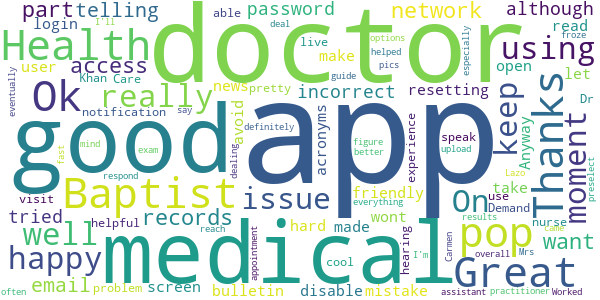 part telling
although
password
able
network
read
login
deal
I'll
Health
doctor
using
live
options
helped
pics
froze
especially
access
user
Khan
Care
news
pretty
make
guide
open
let
Dr
eventually
Ok
really
incorrect
resetting
notification
say
avoid
definitely
acronyms
experience
keep
Thanks
moment
good
app
fast
mind
exam
dealing
figure
better
speak
upload
Anyway
respond
Baptist
issue
friendly
everything
On
take
Lazo
preselect
visit
tried
helpful
records
hard
made
wont
use
Demand
nurse
well
reach
appointment
hearing
I'm
Carmen
pop
results
came
want
happy
medical
cool
overall
Mrs
Great
email
problem
screen
often
bulletin
disable
mistake
assistant
practitioner
Worked